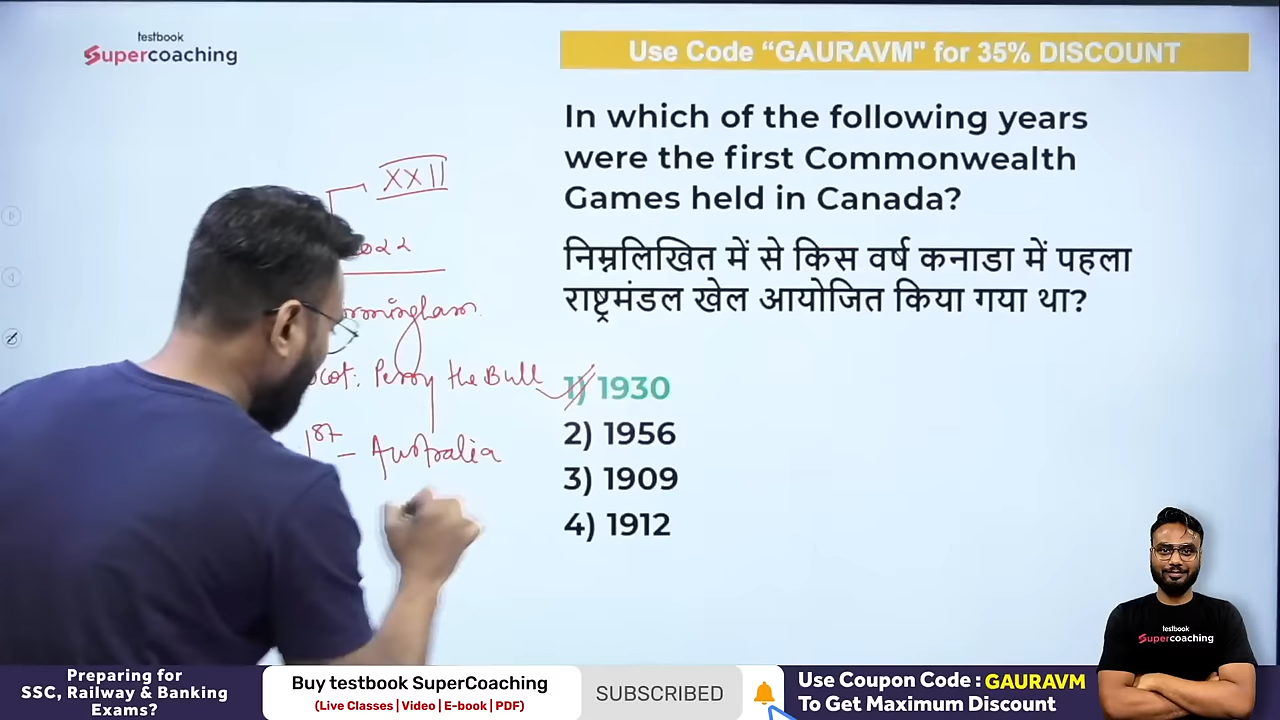 testbook
Supercoaching
Use Code “GAURAVM" for 35% DISCOUNT
In which of the following years
were the first Commonwealth
Games held in Canada?
निम्नलिखित में से किस वर्ष कनाडा में पहला
राष्ट्रमंडल खेल आयोजित किया गया था?
1) 1930
2) 1956
3) 1909
4) 1912
XXII
Perry the Bull
1st - Australia
testbook
Supercoaching
Preparing for
SSC, Railway & Banking
Exams?
Buy testbook SuperCoaching
(Live Classes | Video | E-book | PDF)
SUBSCRIBED
Use Coupon Code : GAURAVM
To Get Maximum Discount